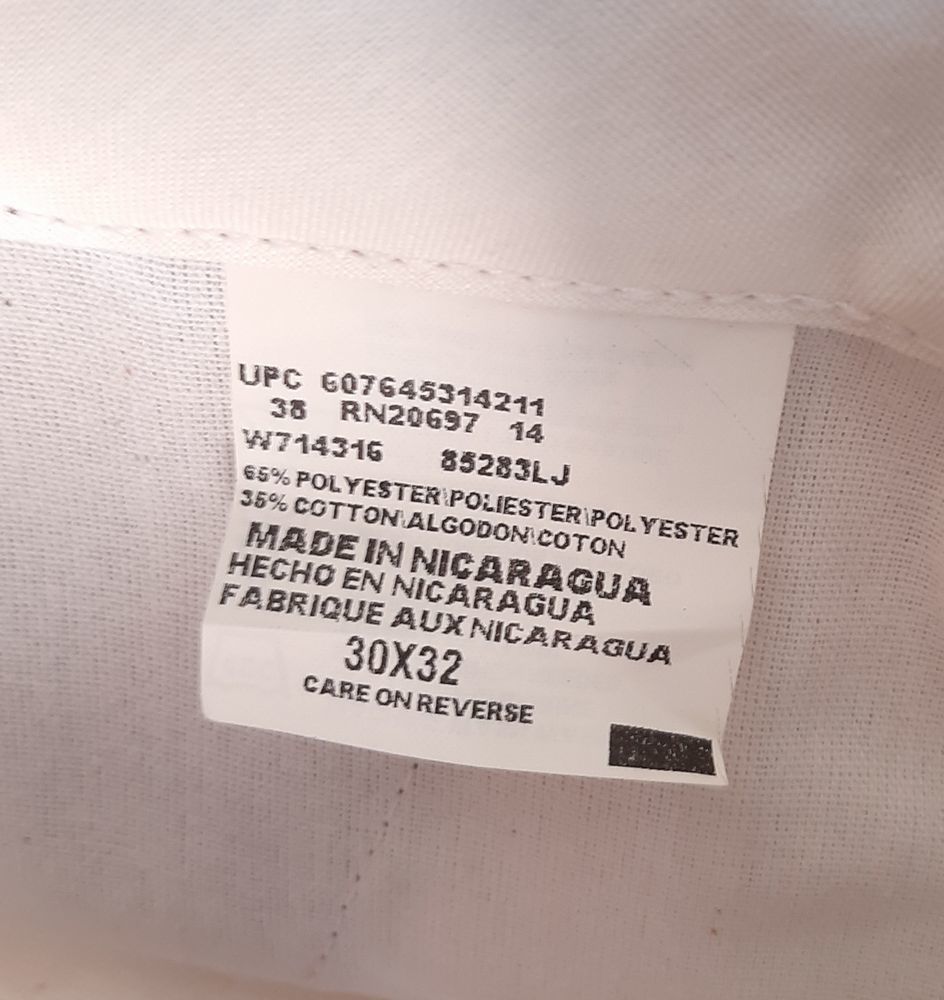 UPC 607645314211
38 RN20697 14
W714316 85283LJ
65% POLYESTER\POLIESTER\POLYESTER
35% COTTON\ALGODON\COTON
MADE IN NICARAGUA
HECHO EN NICARAGUA
FABRIQUE AUX NICARAGUA
30X32
CARE ON REVERSE